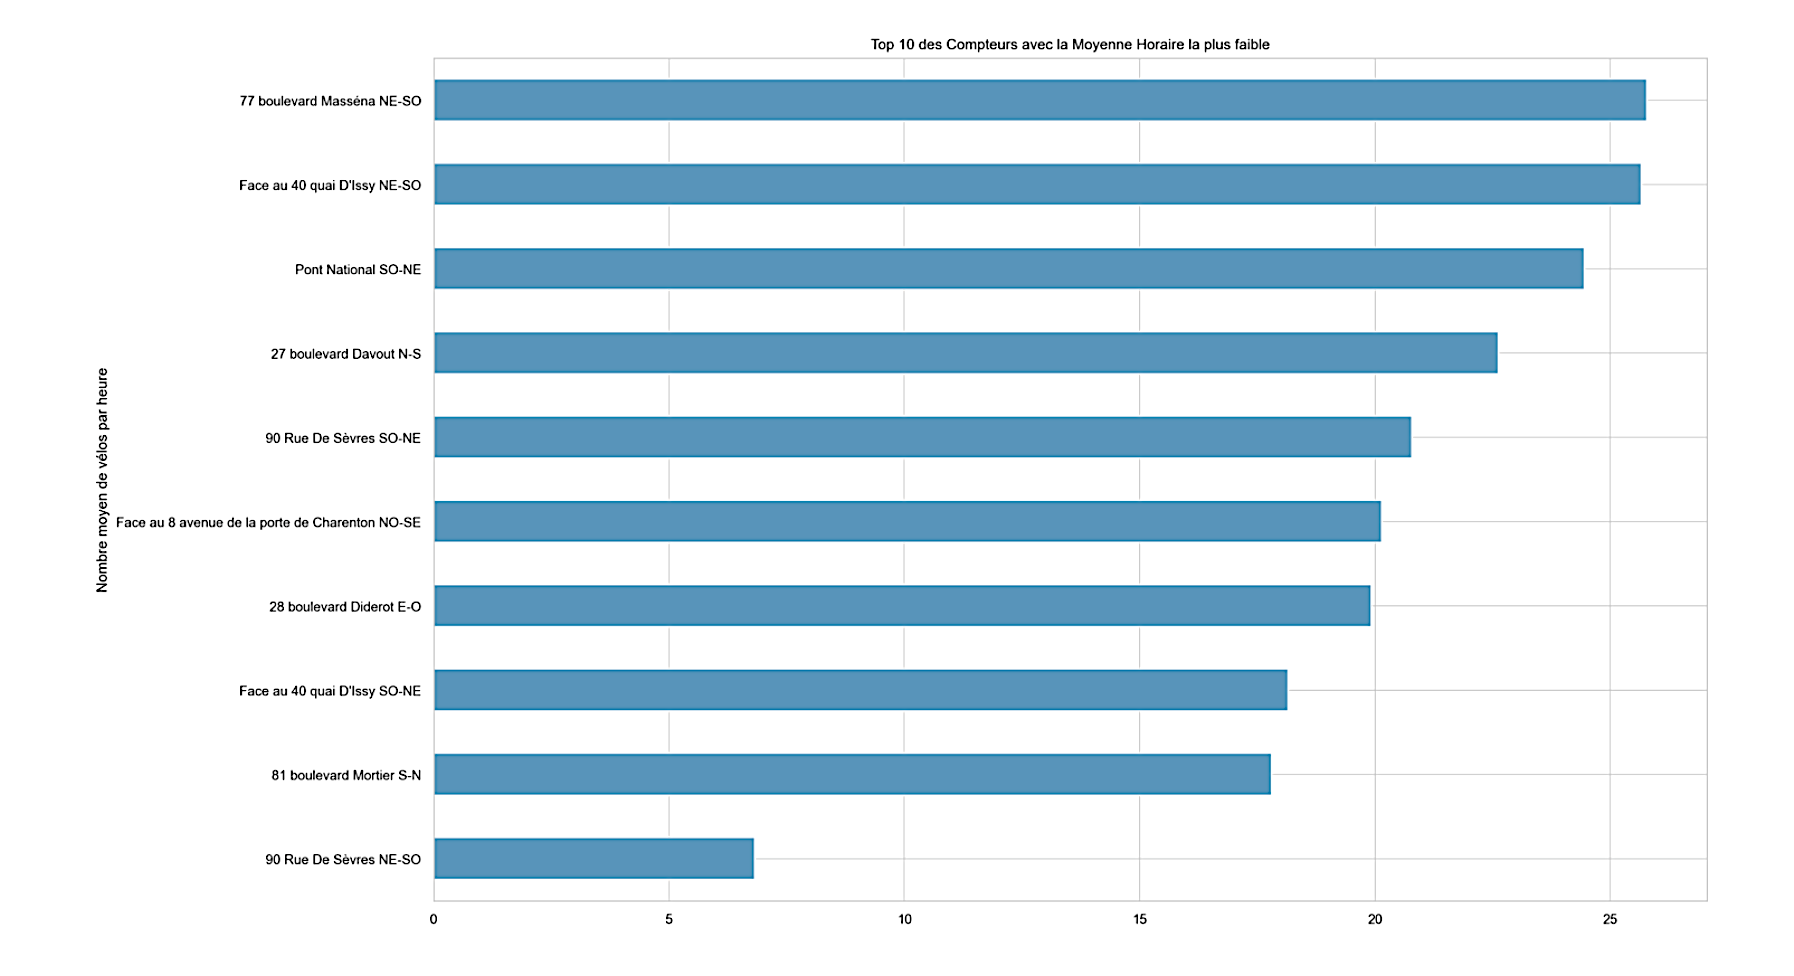 Top 10 des Compteurs avec la Moyenne Horaire la plus faible
Nombre moyen de vélos par heure
77 boulevard Masséna NE-SO
Face au 40 quai D'Issy NE-SO
Pont National SO-NE
27 boulevard Davout N-S
90 Rue De Sèvres SO-NE
Face au 8 avenue de la porte de Charenton NO-SE
28 boulevard Diderot E-O
Face au 40 quai D'Issy SO-NE
81 boulevard Mortier S-N
90 Rue De Sèvres NE-SO
0 5 10 15 20 25